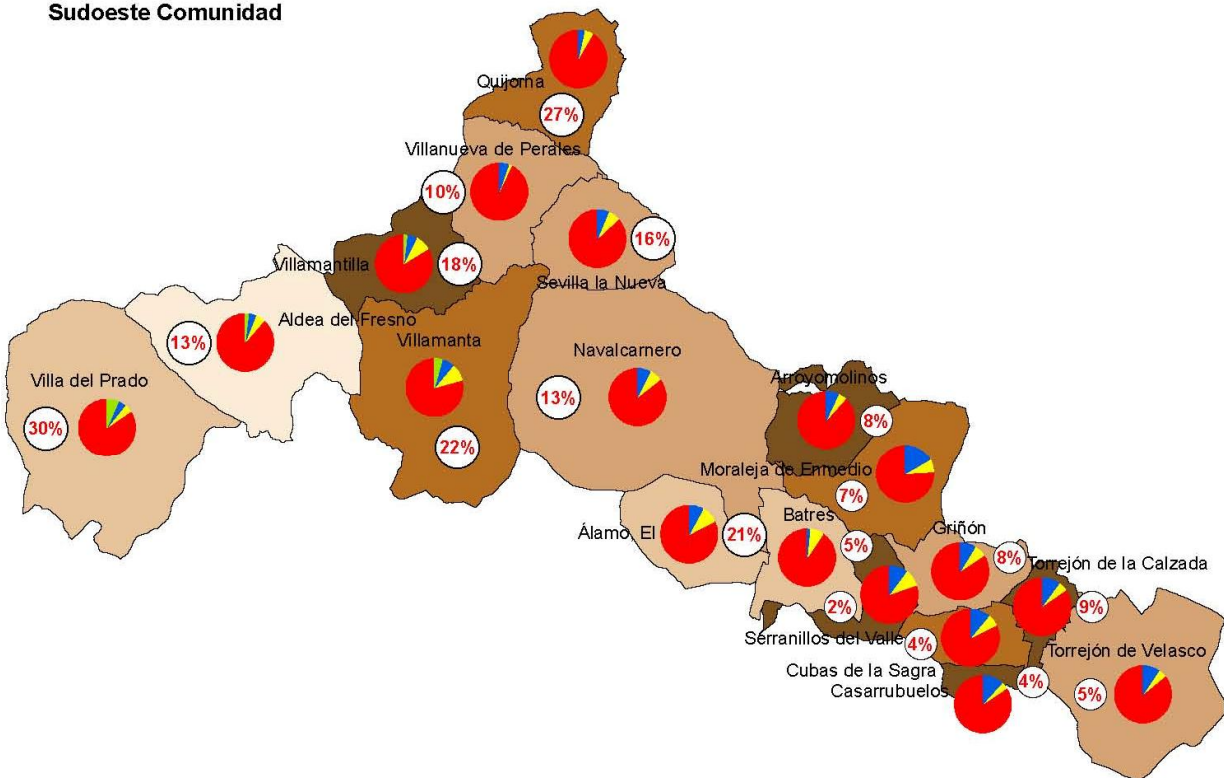 Sudoeste Comunidad
Quijorna
27%
Villanueva de Perales
10%
16%
Villamantilla
18%
Sevilla la Nueva
Aldea del Fresno
13%
Villamanta
Navalcarnero
Villa del Prado
13%
Arroyomolinos
30%
8%
22%
Moraleja de Enmedio
7%
Álamo, El
21%
Batres
5%
Griñón
8%
Torrejón de la Calzada
2%
9%
Serranillos del Valle
4%
Torrejón de Velasco
Cubas de la Sagra
Casarrubuelos
4%
5%